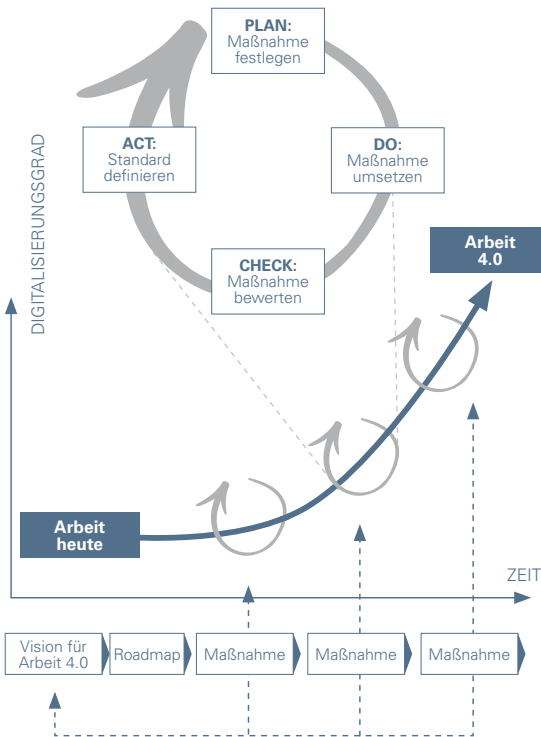 PLAN:
Maßnahme
festlegen
ACT:
Standard
definieren
DO:
Maßnahme
umsetzen
CHECK:
Maßnahme
bewerten
DIGITALISIERUNGSGRAD
Arbeit
4.0
Arbeit
heute
ZEIT
Vision für
Arbeit 4.0
Roadmap
Maßnahme
Maßnahme
Maßnahme